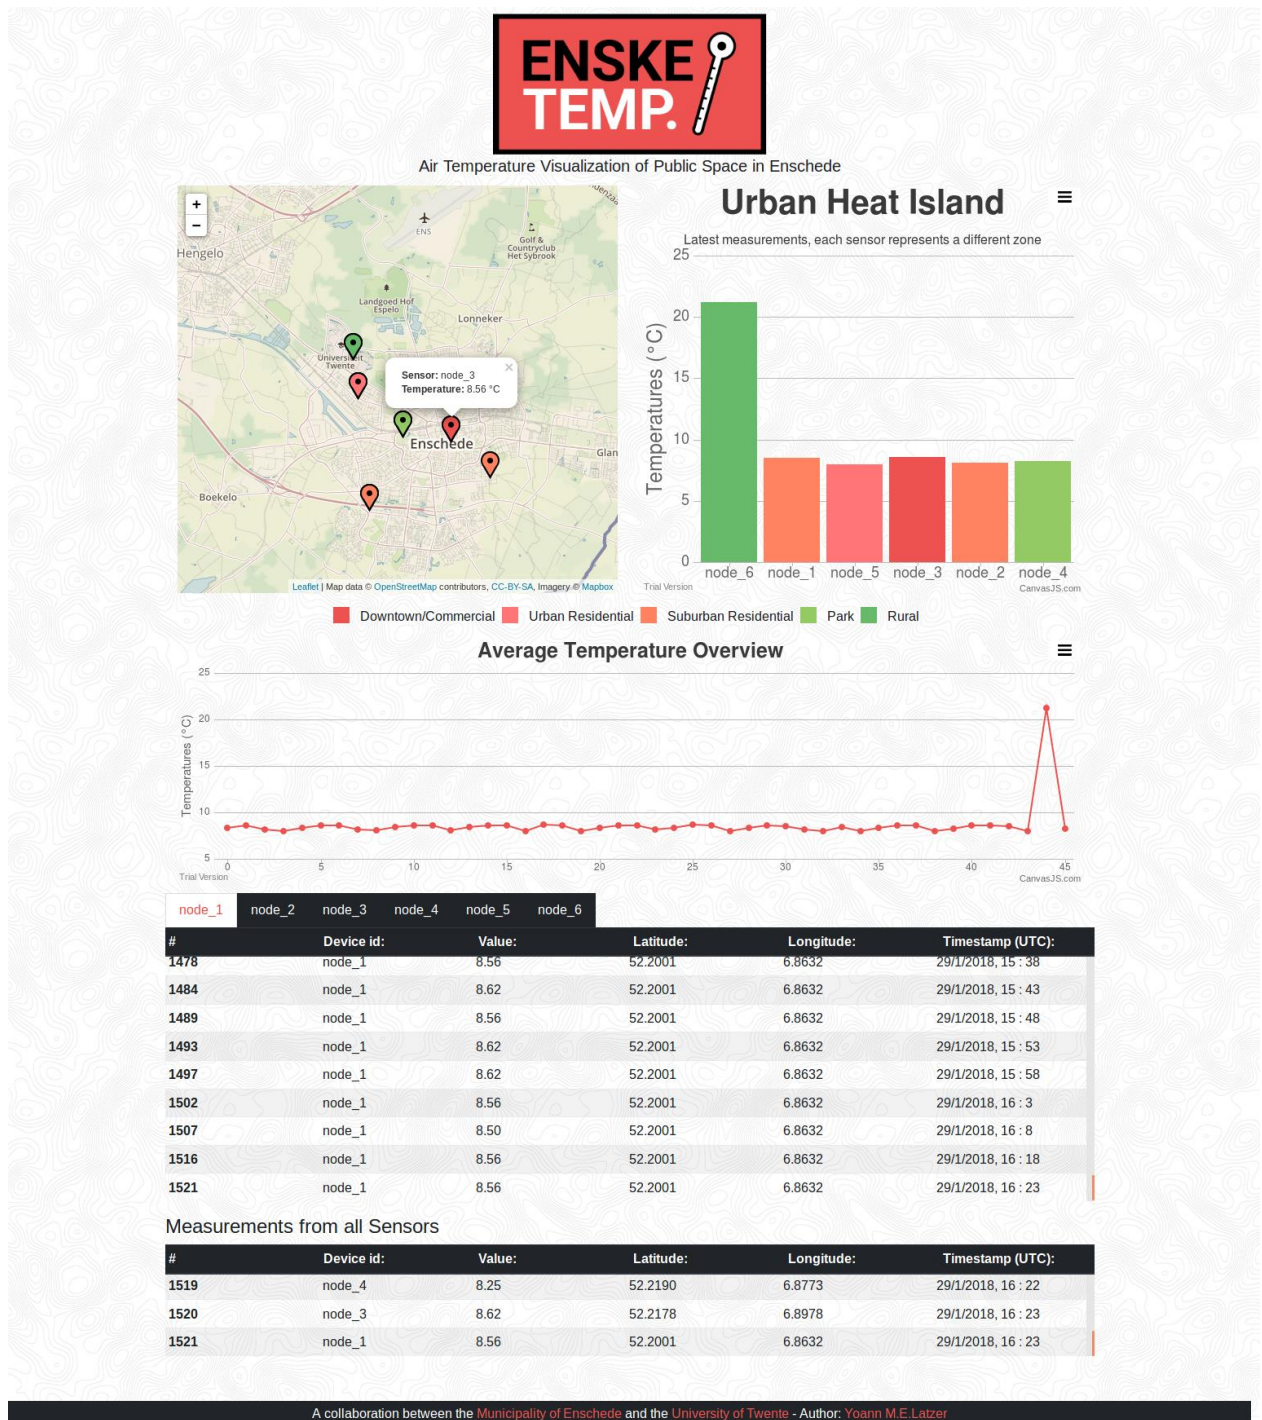 ENSKE
TEMP.
Air Temperature Visualization of Public Space in Enschede
+
−
Hengelo
ENS
Golf &
Countryclub
Het Sybrook
Landgoed Hof
Espelo
Lonneker
Universiteit
Twente
Sensor: node_3 ×
Temperature: 8.56 °C
Enschede
Glan
Boekelo
Leaflet | Map data © OpenStreetMap contributors, CC-BY-SA, Imagery © Mapbox
Urban Heat Island
Latest measurements, each sensor represents a different zone
Temperatures (°C)
25
20
15
10
5
0
node_6 node_1 node_5 node_3 node_2 node_4
Trial Version CanvasJS.com
Downtown/Commercial Urban Residential Suburban Residential Park Rural
Average Temperature Overview
Temperatures (°C)
25
20
15
10
5
0 5 10 15 20 25 30 35 40 45
Trial Version CanvasJS.com
node_1 node_2 node_3 node_4 node_5 node_6
# Device id: Value: Latitude: Longitude: Timestamp (UTC):
1478 node_1 8.56 52.2001 6.8632 29/1/2018, 15 : 38
1484 node_1 8.62 52.2001 6.8632 29/1/2018, 15 : 43
1489 node_1 8.56 52.2001 6.8632 29/1/2018, 15 : 48
1493 node_1 8.62 52.2001 6.8632 29/1/2018, 15 : 53
1497 node_1 8.62 52.2001 6.8632 29/1/2018, 15 : 58
1502 node_1 8.56 52.2001 6.8632 29/1/2018, 16 : 3
1507 node_1 8.50 52.2001 6.8632 29/1/2018, 16 : 8
1516 node_1 8.56 52.2001 6.8632 29/1/2018, 16 : 18
1521 node_1 8.56 52.2001 6.8632 29/1/2018, 16 : 23
Measurements from all Sensors
# Device id: Value: Latitude: Longitude: Timestamp (UTC):
1519 node_4 8.25 52.2190 6.8773 29/1/2018, 16 : 22
1520 node_3 8.62 52.2178 6.8978 29/1/2018, 16 : 23
1521 node_1 8.56 52.2001 6.8632 29/1/2018, 16 : 23
A collaboration between the Municipality of Enschede and the University of Twente - Author: Yoann M.E.Latzer